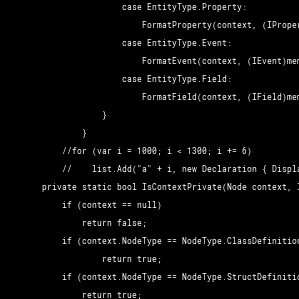 case EntityType.Property:
FormatProperty(context, (IProper
case EntityType.Event:
FormatEvent(context, (IEvent)mem
case EntityType.Field:
FormatField(context, (IField)mem
}
}
//for (var i = 1000; i < 1300; i += 6)
//    list.Add("a" + i, new Declaration { Displa
private static bool IsContextPrivate(Node context, I
if (context == null)
return false;
if (context.NodeType == NodeType.ClassDefinition
return true;
if (context.NodeType == NodeType.StructDefinitio
return true;